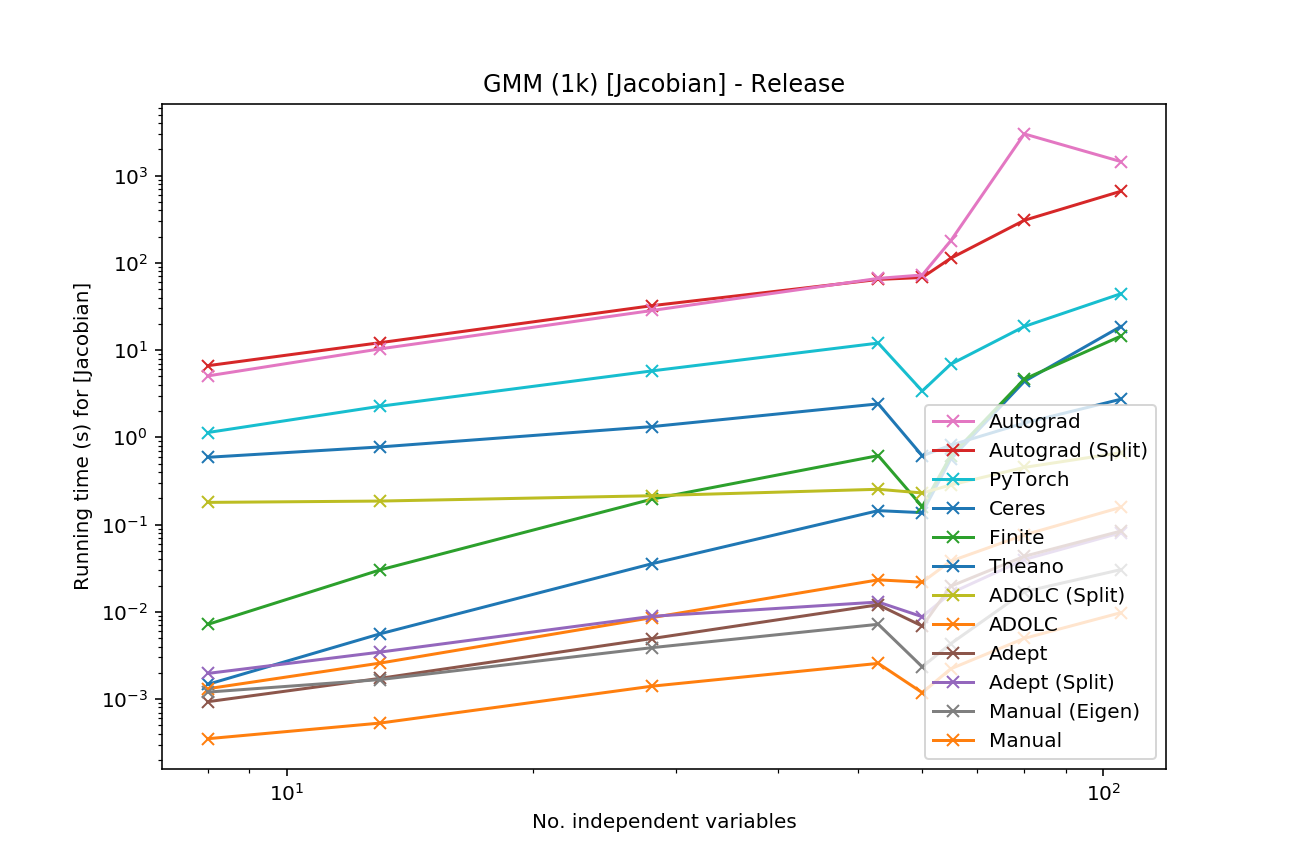 GMM (1k) [Jacobian] - Release
Running time (s) for [Jacobian]
10³
10²
10¹
10⁰
10⁻¹
10⁻²
10⁻³
Autograd
Autograd (Split)
PyTorch
Ceres
Finite
Theano
ADOLC (Split)
ADOLC
Adept
Adept (Split)
Manual (Eigen)
Manual
10¹
10²
No. independent variables